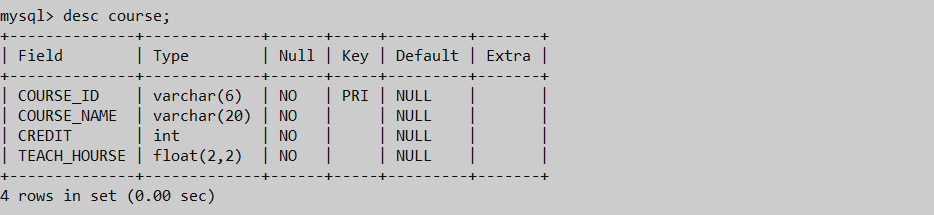 mysql> desc course;
+--------------+-------------+------+-----+---------+-------+
| Field        | Type        | Null | Key | Default | Extra |
+--------------+-------------+------+-----+---------+-------+
| COURSE_ID    | varchar(6)  | NO   | PRI | NULL    |       |
| COURSE_NAME  | varchar(20) | NO   |     | NULL    |       |
| CREDIT       | int         | NO   |     | NULL    |       |
| TEACH_HOURSE | float(2,2)  | NO   |     | NULL    |       |
+--------------+-------------+------+-----+---------+-------+
4 rows in set (0.00 sec)